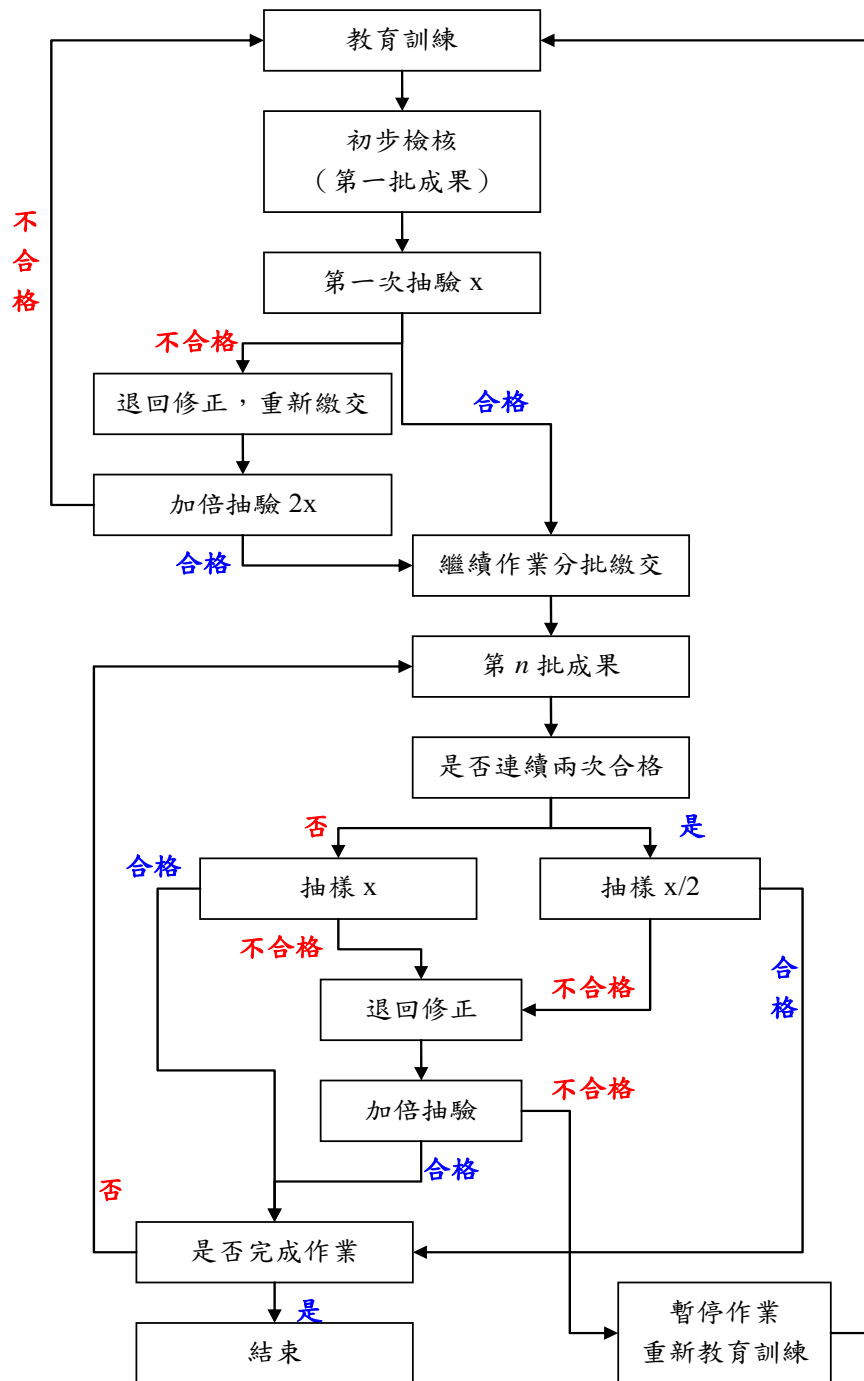 教育訓練
初步檢核
（第一批成果）
不
合
格
第一次抽驗 x
不合格
退回修正，重新繳交
合格
加倍抽驗 2x
合格
繼續作業分批繳交
第 n 批成果
是否連續兩次合格
否
是
合格
抽樣 x
抽樣 x/2
不合格
合
格
不合格
退回修正
不合格
加倍抽驗
合格
否
是否完成作業
是
結束
暫停作業
重新教育訓練